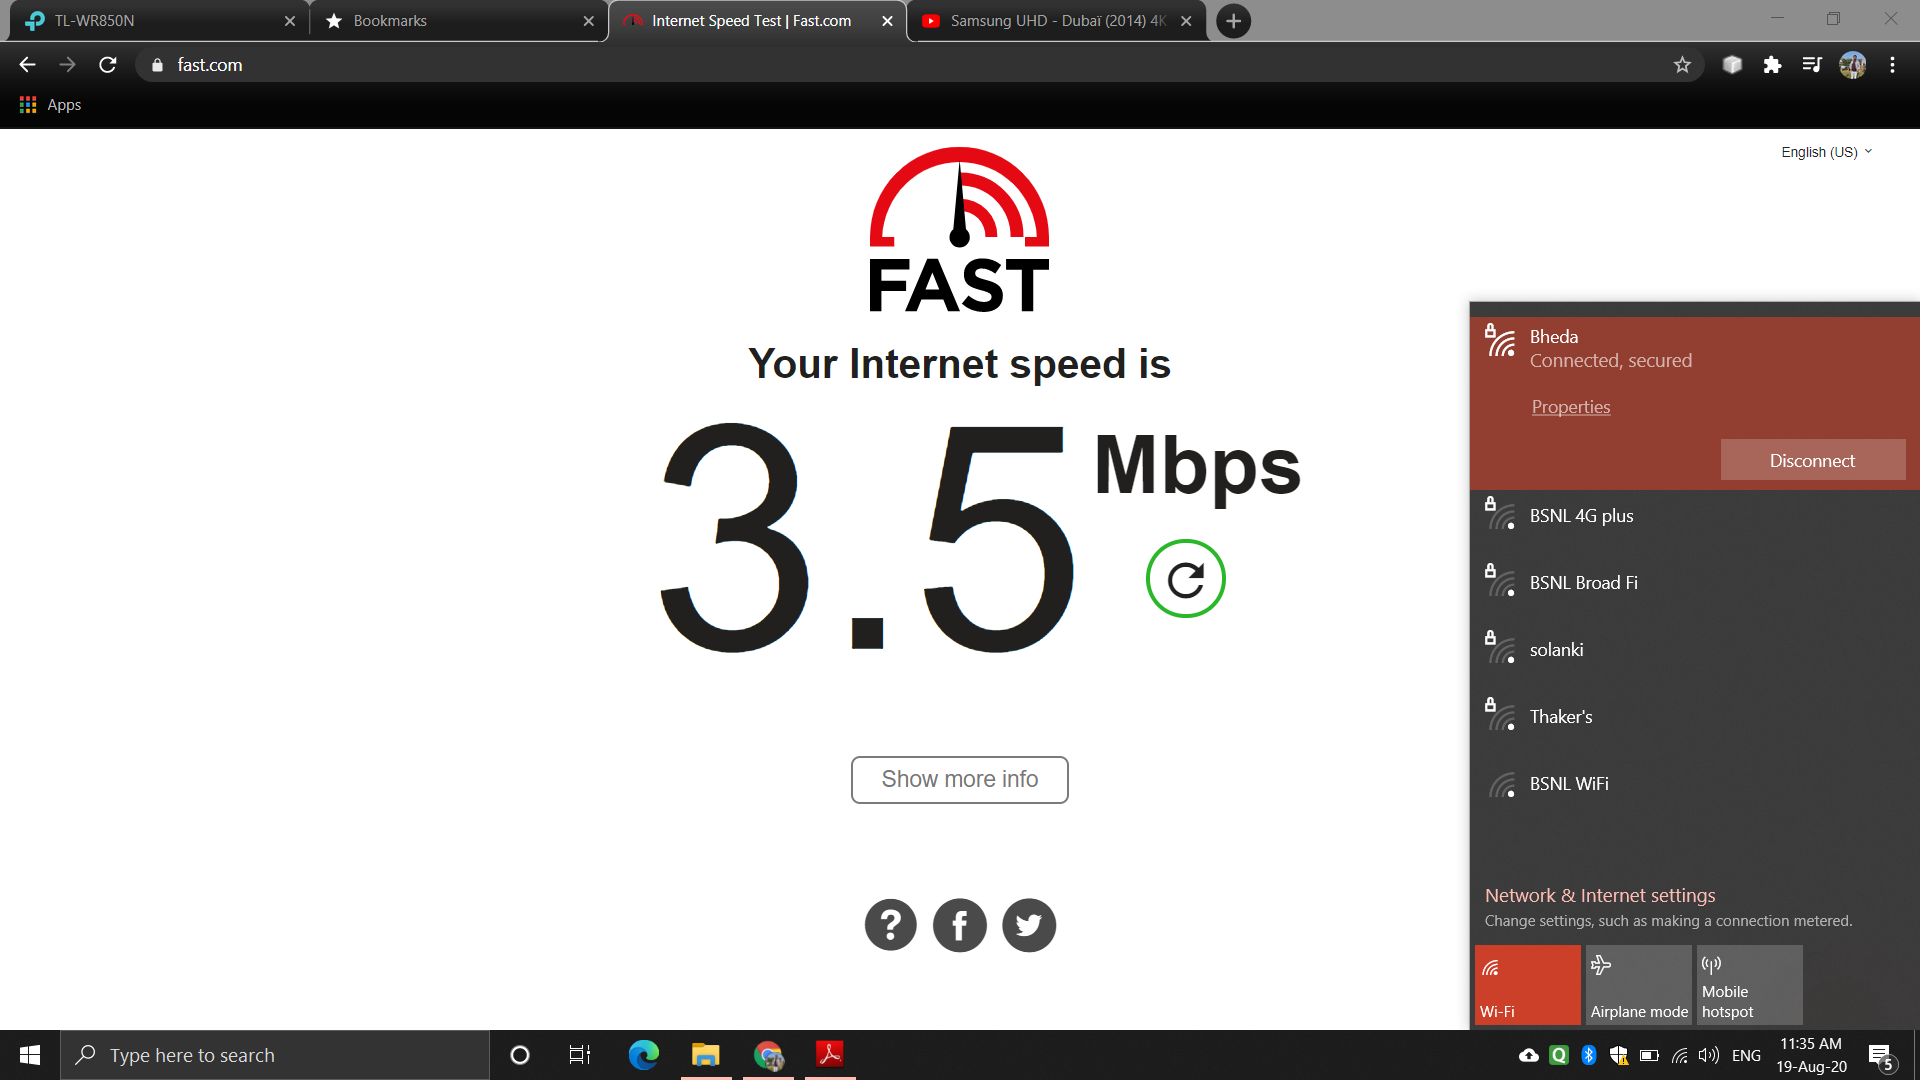 TL-WR850N
Bookmarks
Internet Speed Test | Fast.com
Samsung UHD - Dubaï (2014) 4K
fast.com
Apps
English (US)
FAST
Your Internet speed is
3.5 Mbps
Show more info
Bheda
Connected, secured
Properties
Disconnect
BSNL 4G plus
BSNL Broad Fi
solanki
Thaker's
BSNL WiFi
Network & Internet settings
Change settings, such as making a connection metered.
Wi-Fi
Airplane mode
Mobile
hotspot
Type here to search
ENG
11:35 AM
19-Aug-20
5